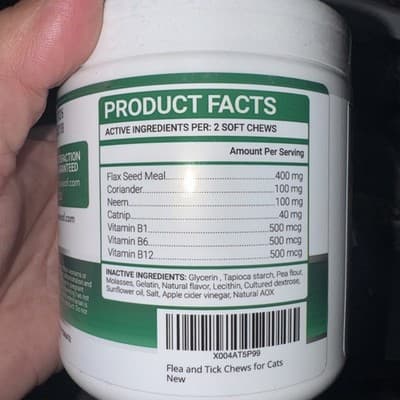 PRODUCT FACTS
ACTIVE INGREDIENTS PER: 2 SOFT CHEWS
Amount Per Serving
Flax Seed Meal 400 mg
Coriander 100 mg
Neem 100 mg
Catnip 40 mg
Vitamin B1 500 mcg
Vitamin B6 500 mcg
Vitamin B12 500 mcg
INACTIVE INGREDIENTS: Glycerin , Tapioca starch, Pea flour,
Molasses, Gelatin, Natural flavor, Lecithin, Cultured dextrose,
Sunflower oil, Salt, Apple cider vinegar, Natural AOX
X004AT5P99
Flea and Tick Chews for Cats
New